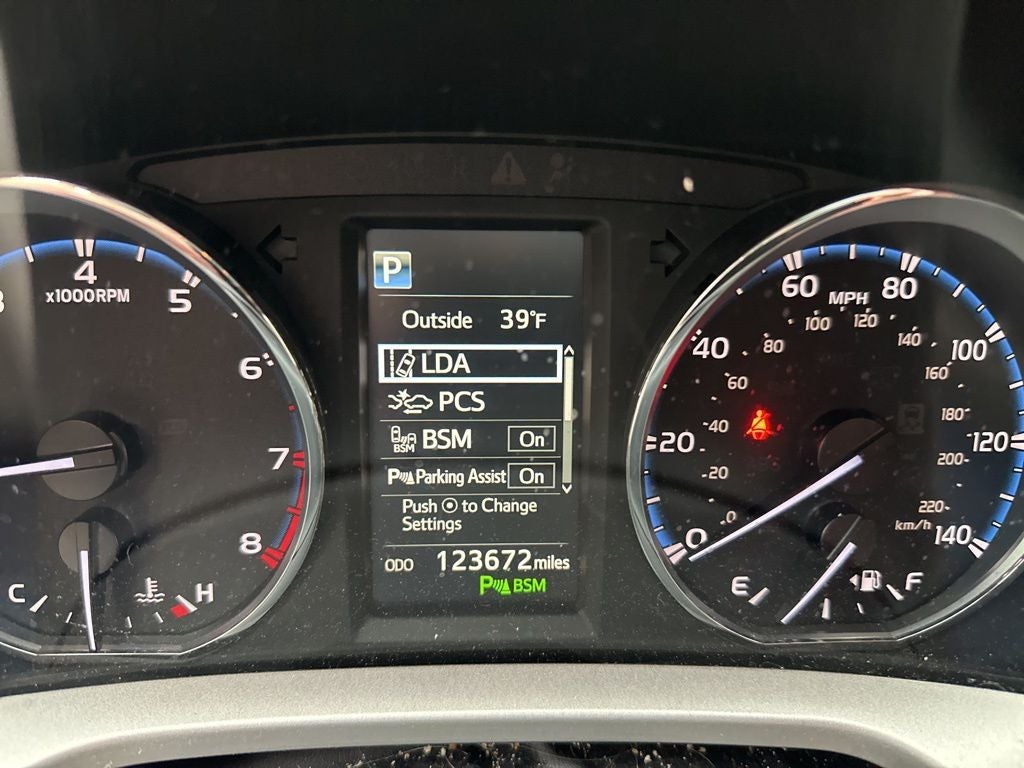 P
Outside 39°F
LDA
PCS
BSM BSM On
P Parking Assist On
Push ⊙ to Change
Settings
ODO 123672 miles
P BSM
4
x1000RPM
5
6
7
8
C H
0
20
40
60
80
100
120
140
MPH
0
20
40
60
80
100
120
140
160
180
200
220
km/h
E F